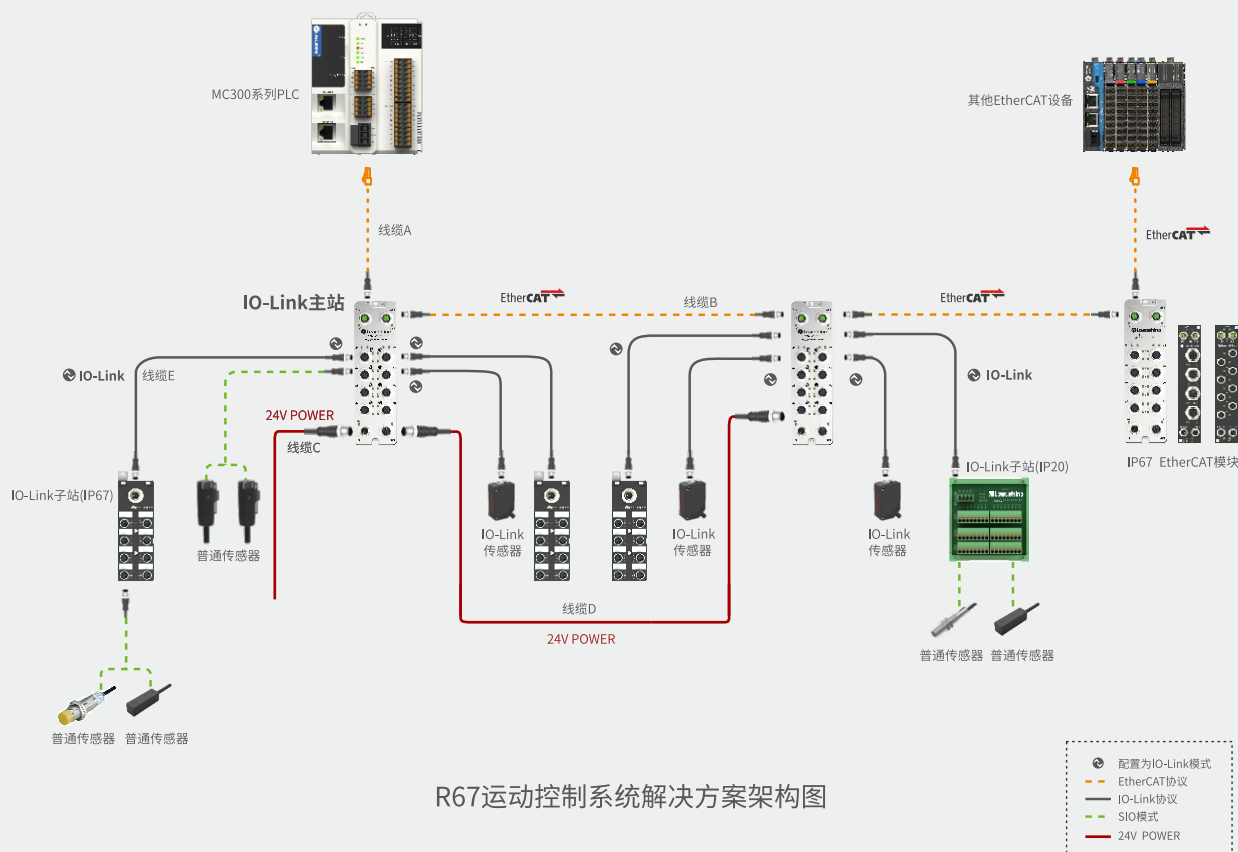 MC300系列PLC
其他EtherCAT设备
线缆A
EtherCAT
IO-Link主站
EtherCAT
线缆B
EtherCAT
IO-Link
线缆E
IO-Link
24V POWER
线缆C
IP67 EtherCAT模块
IO-Link子站(IP67)
IO-Link子站(IP20)
普通传感器
IO-Link
传感器
IO-Link
传感器
IO-Link
传感器
线缆D
24V POWER
普通传感器
普通传感器
普通传感器
普通传感器
R67运动控制系统解决方案架构图
配置为IO-Link模式
EtherCAT协议
IO-Link协议
SIO模式
24V POWER